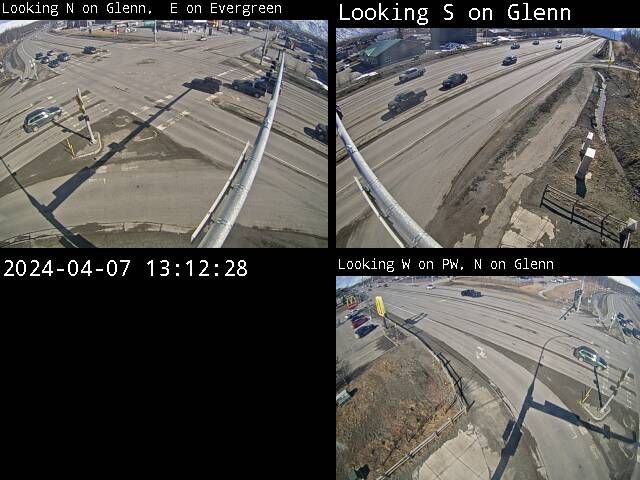 Looking N on Glenn, E on Evergreen
Looking S on Glenn
2024-04-07 13:12:28
Looking W on PW, N on Glenn